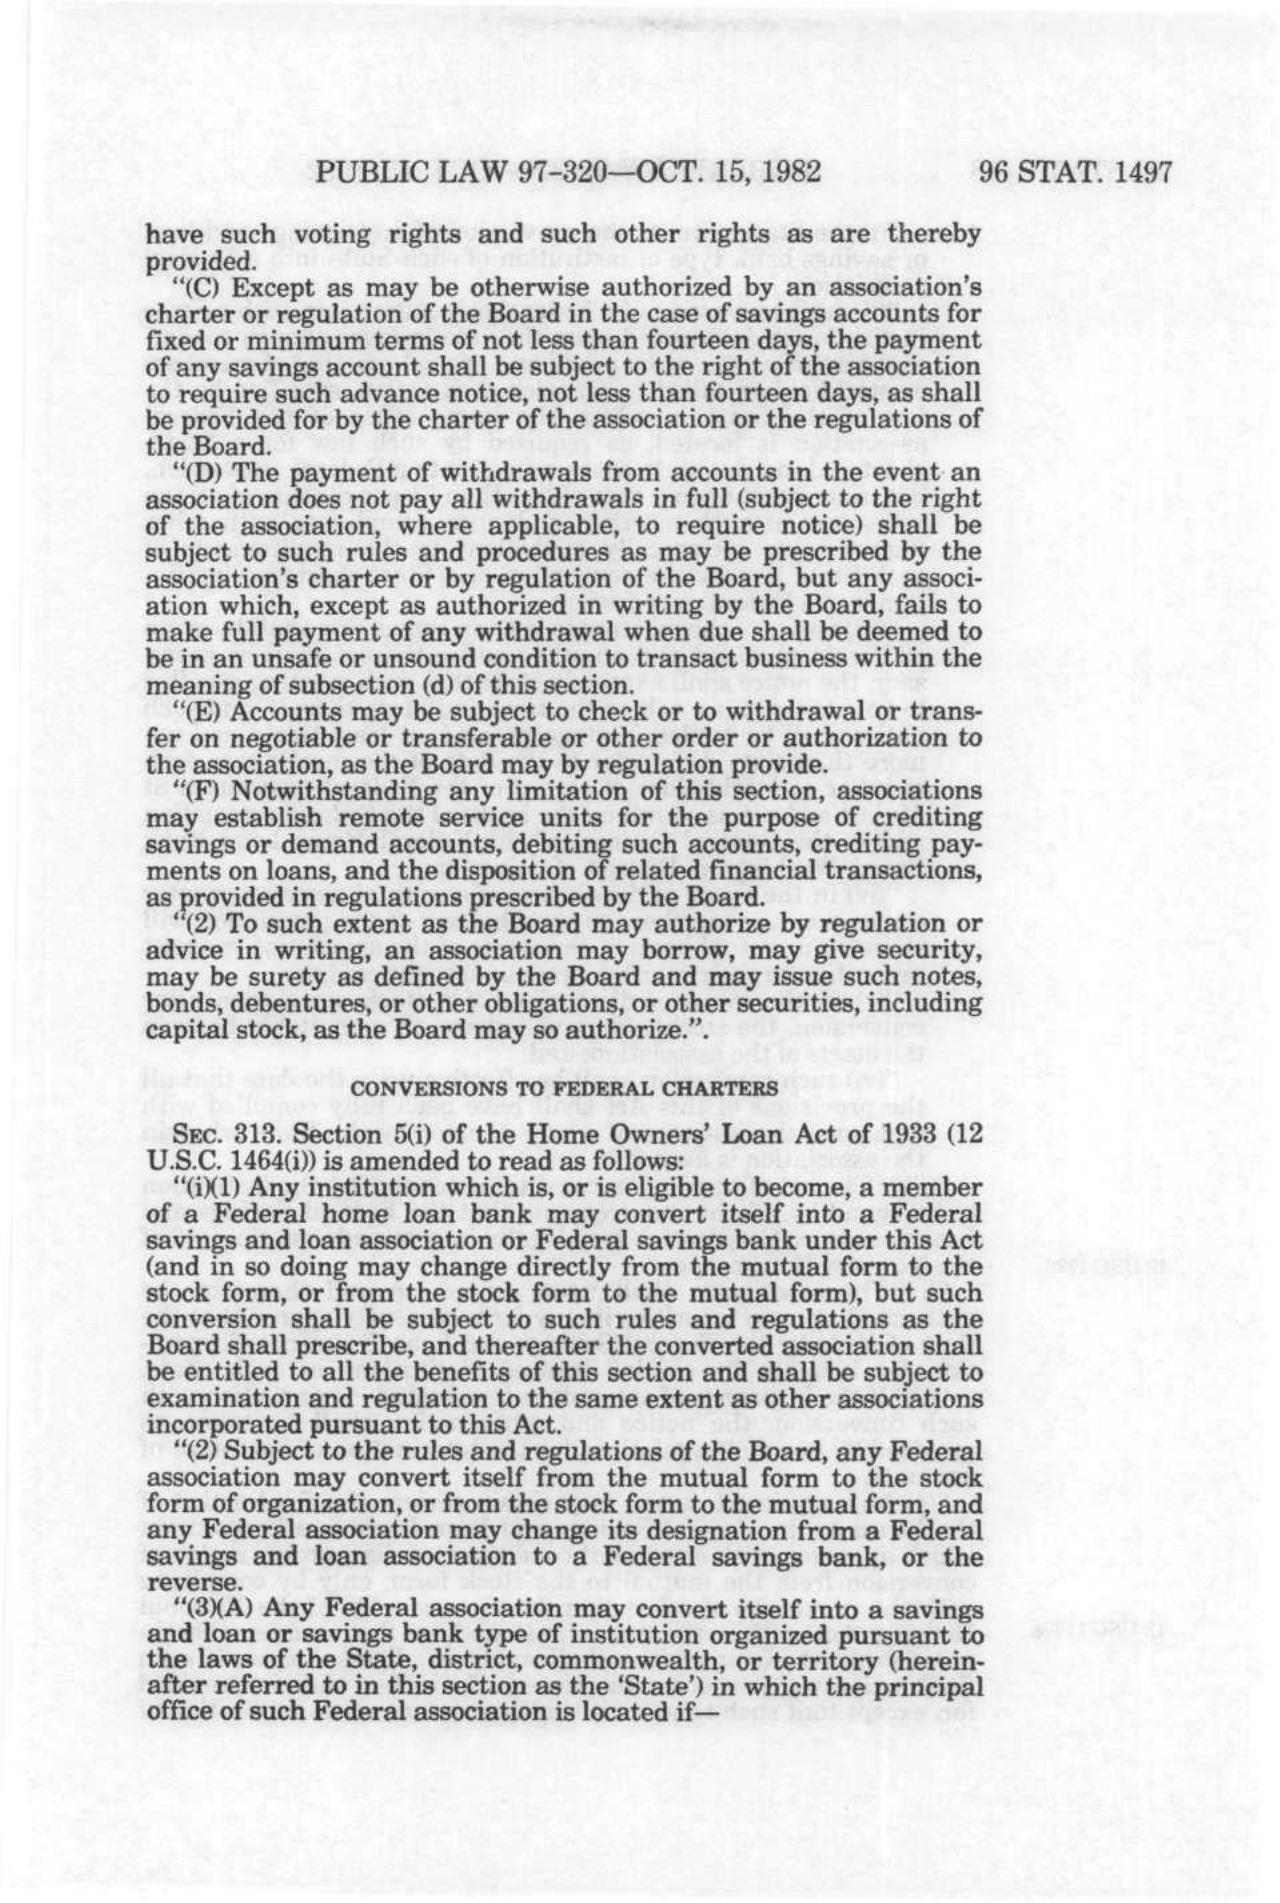 PUBLIC LAW 97-320—OCT. 15, 1982 96 STAT. 1497
have such voting rights and such other rights as are thereby
provided.
"(C) Except as may be otherwise authorized by an association's
charter or regulation of the Board in the case of savings accounts for
fixed or minimum terms of not less than fourteen days, the payment
of any savings account shall be subject to the right of the association
to require such advance notice, not less than fourteen days, as shall
be provided for by the charter of the association or the regulations of
the Board.
"(D) The payment of withdrawals from accounts in the event an
association does not pay all withdrawals in full (subject to the right
of the association, where applicable, to require notice) shall be
subject to such rules and procedures as may be prescribed by the
association's charter or by regulation of the Board, but any associ-
ation which, except as authorized in writing by the Board, fails to
make full payment of any withdrawal when due shall be deemed to
be in an unsafe or unsound condition to transact business within the
meaning of subsection (d) of this section.
"(E) Accounts may be subject to check or to withdrawal or trans-
fer on negotiable or transferable or other order or authorization to
the association, as the Board may by regulation provide.
"(F) Notwithstanding any limitation of this section, associations
may establish remote service units for the purpose of crediting
savings or demand accounts, debiting such accounts, crediting pay-
ments on loans, and the disposition of related financial transactions,
as provided in regulations prescribed by the Board.
"(2) To such extent as the Board may authorize by regulation or
advice in writing, an association may borrow, may give security,
may be surety as defined by the Board and may issue such notes,
bonds, debentures, or other obligations, or other securities, including
capital stock, as the Board may so authorize.".
CONVERSIONS TO FEDERAL CHARTERS
SEC. 313. Section 5(i) of the Home Owners' Loan Act of 1933 (12
U.S.C. 1464(i)) is amended to read as follows:
"(i)(1) Any institution which is, or is eligible to become, a member
of a Federal home loan bank may convert itself into a Federal
savings and loan association or Federal savings bank under this Act
(and in so doing may change directly from the mutual form to the
stock form, or from the stock form to the mutual form), but such
conversion shall be subject to such rules and regulations as the
Board shall prescribe, and thereafter the converted association shall
be entitled to all the benefits of this section and shall be subject to
examination and regulation to the same extent as other associations
incorporated pursuant to this Act.
"(2) Subject to the rules and regulations of the Board, any Federal
association may convert itself from the mutual form to the stock
form of organization, or from the stock form to the mutual form, and
any Federal association may change its designation from a Federal
savings and loan association to a Federal savings bank, or the
reverse.
"(3)(A) Any Federal association may convert itself into a savings
and loan or savings bank type of institution organized pursuant to
the laws of the State, district, commonwealth, or territory (herein-
after referred to in this section as the 'State') in which the principal
office of such Federal association is located if—